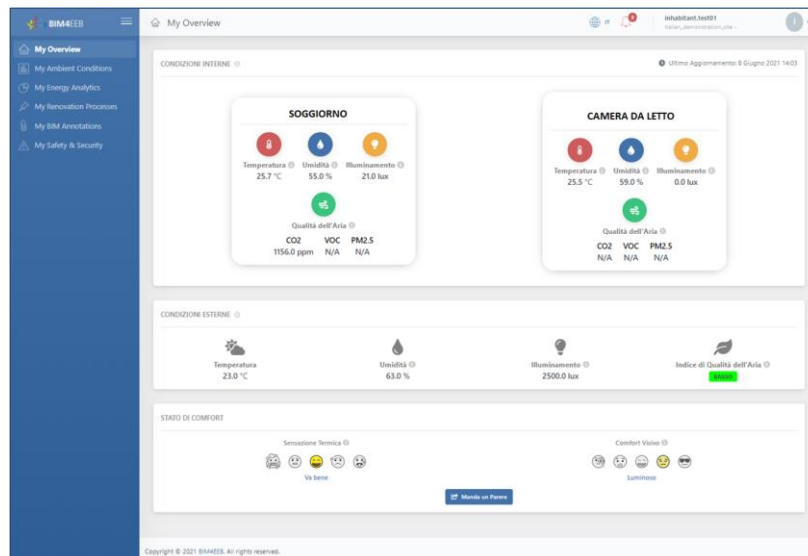 BIM4EEB
My Overview
IT
8
inhabitant.test01
italian_demonstration_site -
I
My Overview
My Ambient Conditions
My Energy Analytics
My Renovation Processes
My BIM Annotations
My Safety & Security
CONDIZIONI INTERNE
Ultimo Aggiornamento: 8 Giugno 2021 14:03
SOGGIORNO
Temperatura Umidità Illuminamento
25.7 °C 55.0 % 21.0 lux
Qualità dell'Aria
CO2 VOC PM2.5
1156.0 ppm N/A N/A
CAMERA DA LETTO
Temperatura Umidità Illuminamento
25.5 °C 59.0 % 0.0 lux
Qualità dell'Aria
CO2 VOC PM2.5
N/A N/A N/A
CONDIZIONI ESTERNE
Temperatura Umidità Illuminamento Indice di Qualità dell'Aria
23.0 °C 63.0 % 2500.0 lux BASSO
STATO DI COMFORT
Sensazione Termica Comfort Visivo
Va bene Luminoso
Manda un Parere
Copyright © 2021 BIM4EEB. All rights reserved.